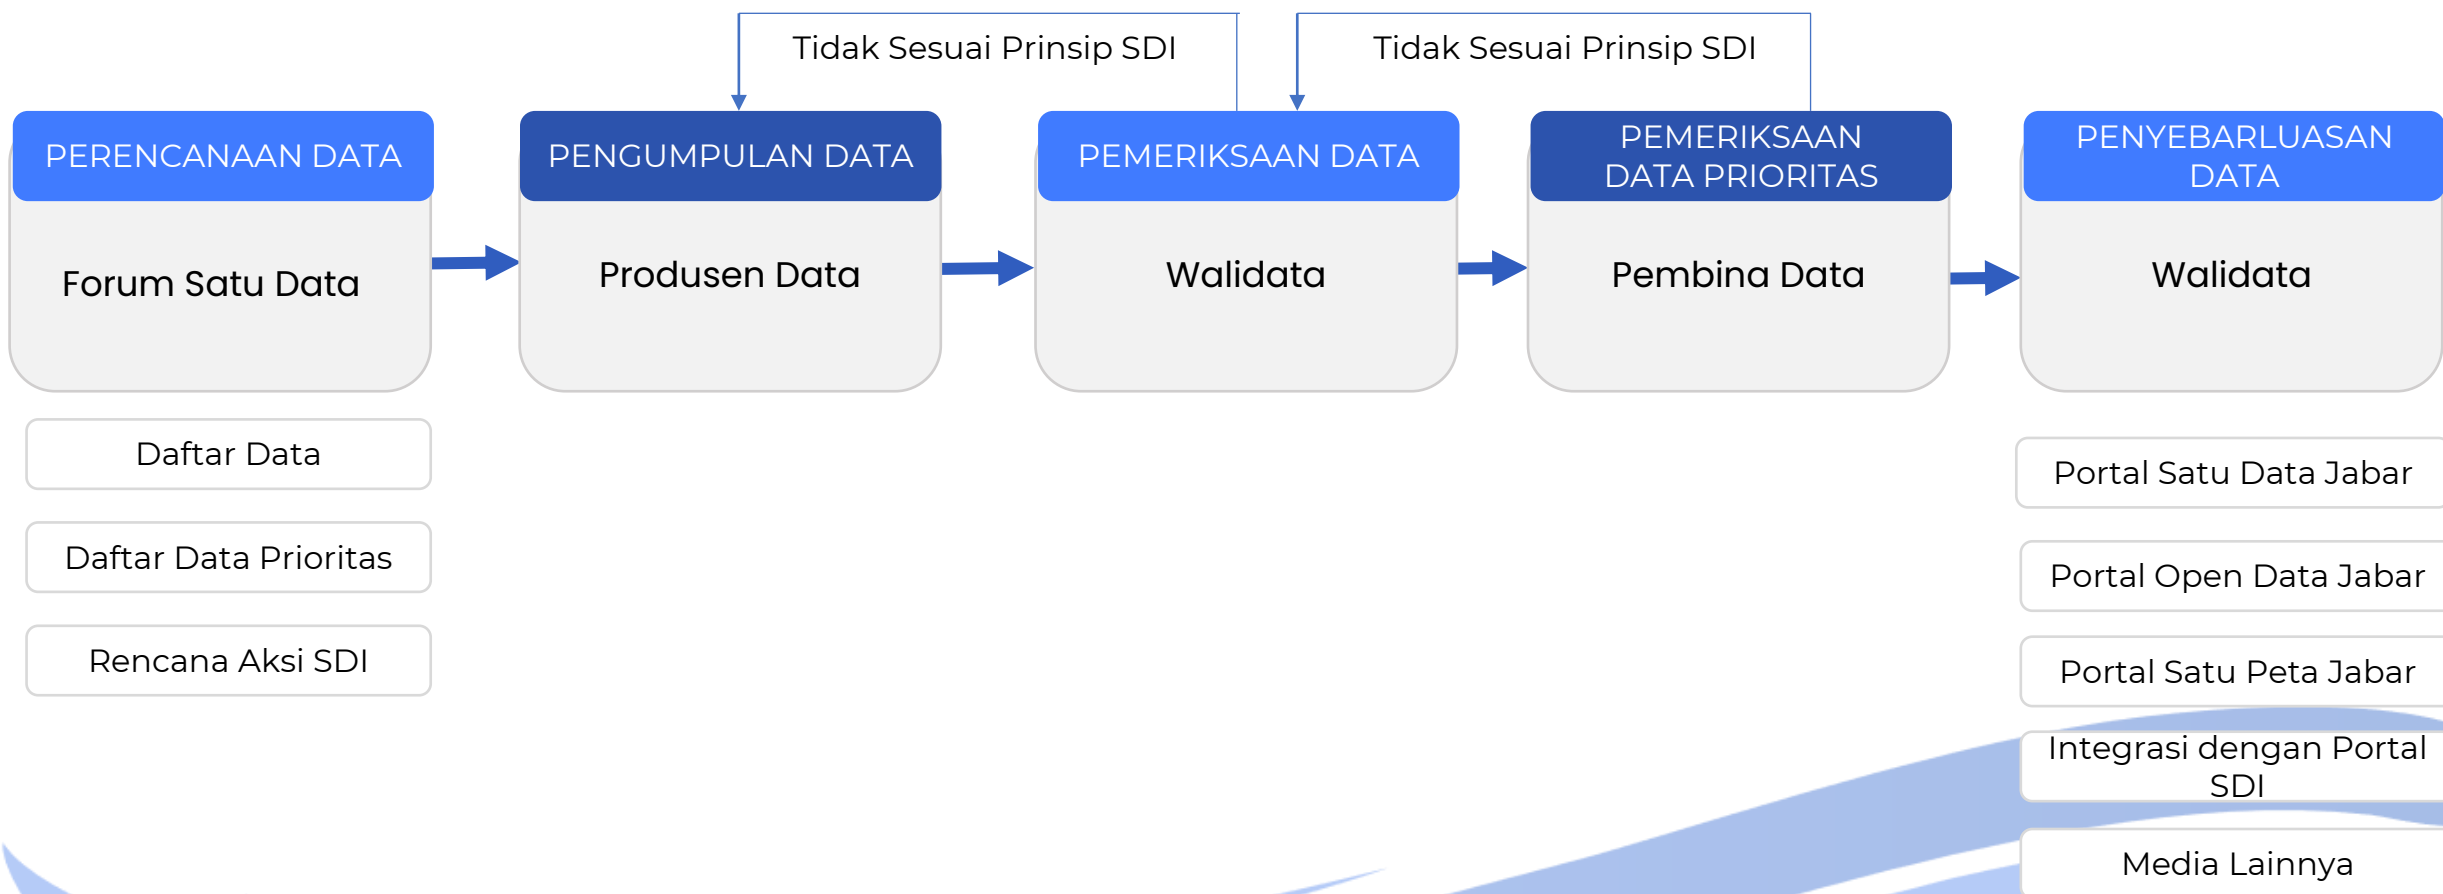 Tidak Sesuai Prinsip SDI
Tidak Sesuai Prinsip SDI
PERENCANAAN DATA
Forum Satu Data
PENGUMPULAN DATA
Produsen Data
PEMERIKSAAN DATA
Walidata
PEMERIKSAAN
DATA PRIORITAS
Pembina Data
PENYEBARLUASAN
DATA
Walidata
Daftar Data
Daftar Data Prioritas
Rencana Aksi SDI
Portal Satu Data Jabar
Portal Open Data Jabar
Portal Satu Peta Jabar
Integrasi dengan Portal
SDI
Media Lainnya